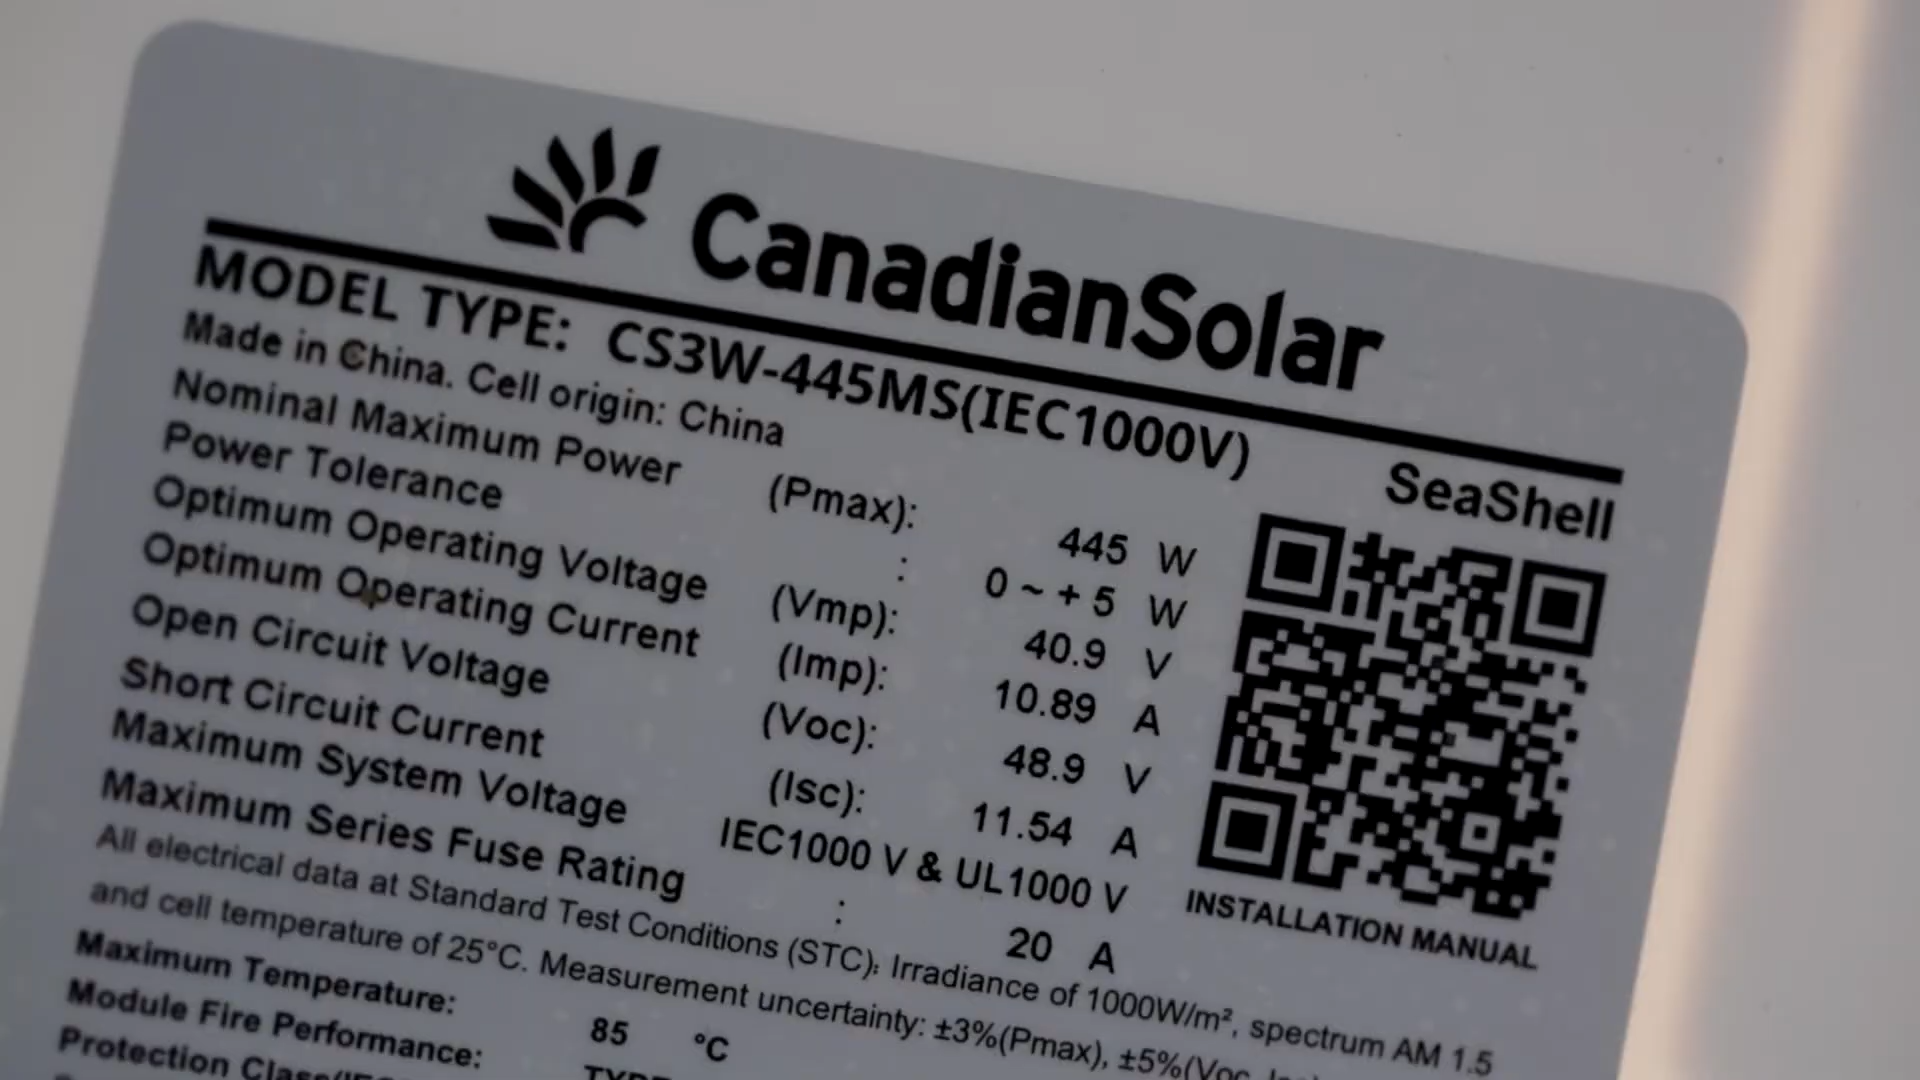 CanadianSolar
MODEL TYPE: CS3W-445MS(IEC1000V)
Made in China. Cell origin: China
SeaShell
Nominal Maximum Power (Pmax): 445 W
Power Tolerance : 0 ~ + 5 W
Optimum Operating Voltage (Vmp): 40.9 V
Optimum Operating Current (Imp): 10.89 A
Open Circuit Voltage (Voc): 48.9 V
Short Circuit Current (Isc): 11.54 A
Maximum System Voltage IEC1000 V & UL1000 V
Maximum Series Fuse Rating : 20 A
INSTALLATION MANUAL
All electrical data at Standard Test Conditions (STC): Irradiance of 1000W/m², spectrum AM 1.5
and cell temperature of 25°C. Measurement uncertainty: ±3%(Pmax), ±5%(Voc,
Maximum Temperature: 85 °C
Module Fire Performance: TYPE
Protection